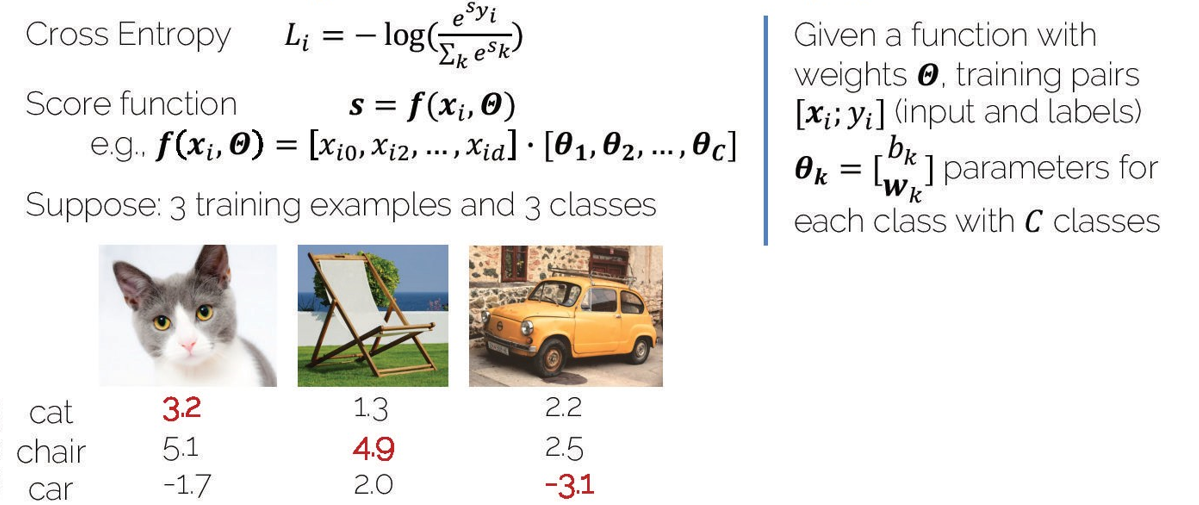 Cross Entropy L_i = − log(e^{s_{y_i}} / Σ_k e^{s_k})
Score function s = f(x_i, Θ)
e.g., f(x_i, Θ) = [x_{i0}, x_{i2}, … , x_{id}] · [θ_1, θ_2, … , θ_C]
Suppose: 3 training examples and 3 classes
cat 3.2 1.3 2.2
chair 5.1 4.9 2.5
car -1.7 2.0 -3.1
Given a function with
weights Θ, training pairs
[x_i; y_i] (input and labels)
θ_k = [b_k w_k] parameters for
each class with C classes